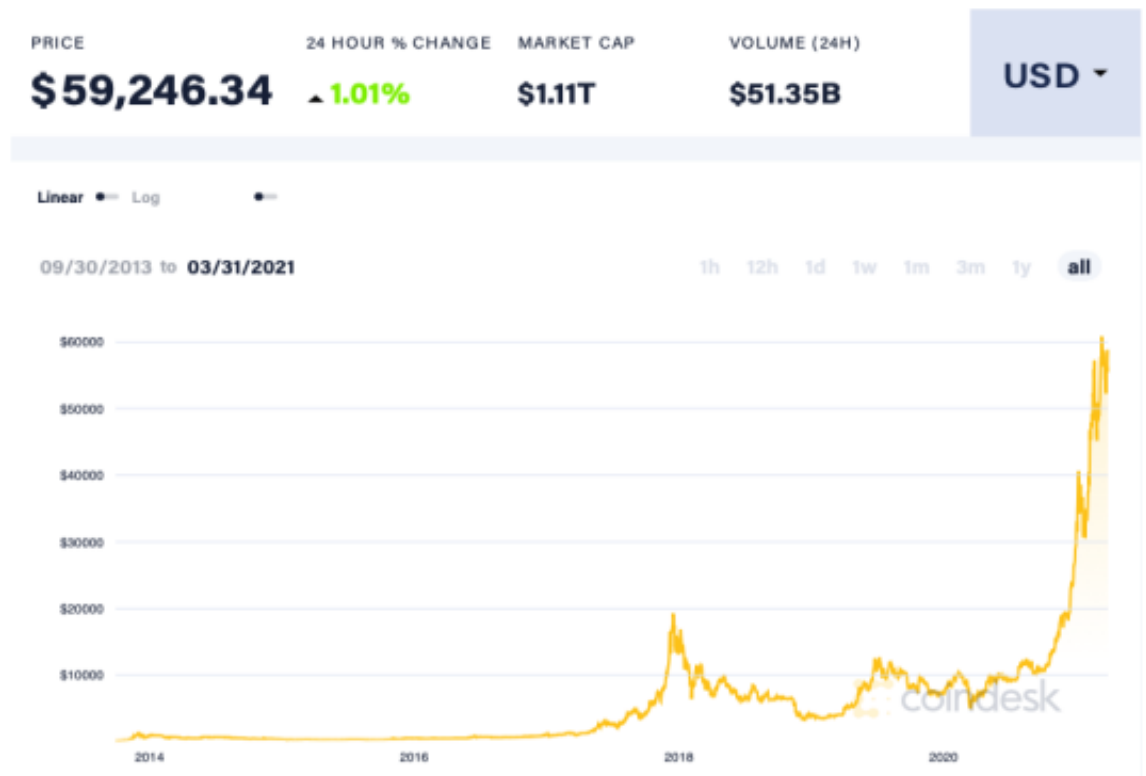 PRICE 24 HOUR % CHANGE MARKET CAP VOLUME (24H)
$59,246.34 1.01% $1.11T $51.35B USD
Linear Log
09/30/2013 to 03/31/2021 1h 12h 1d 1w 1m 3m 1y all
$60000
$50000
$40000
$30000
$20000
$10000
coindesk
2014 2016 2018 2020